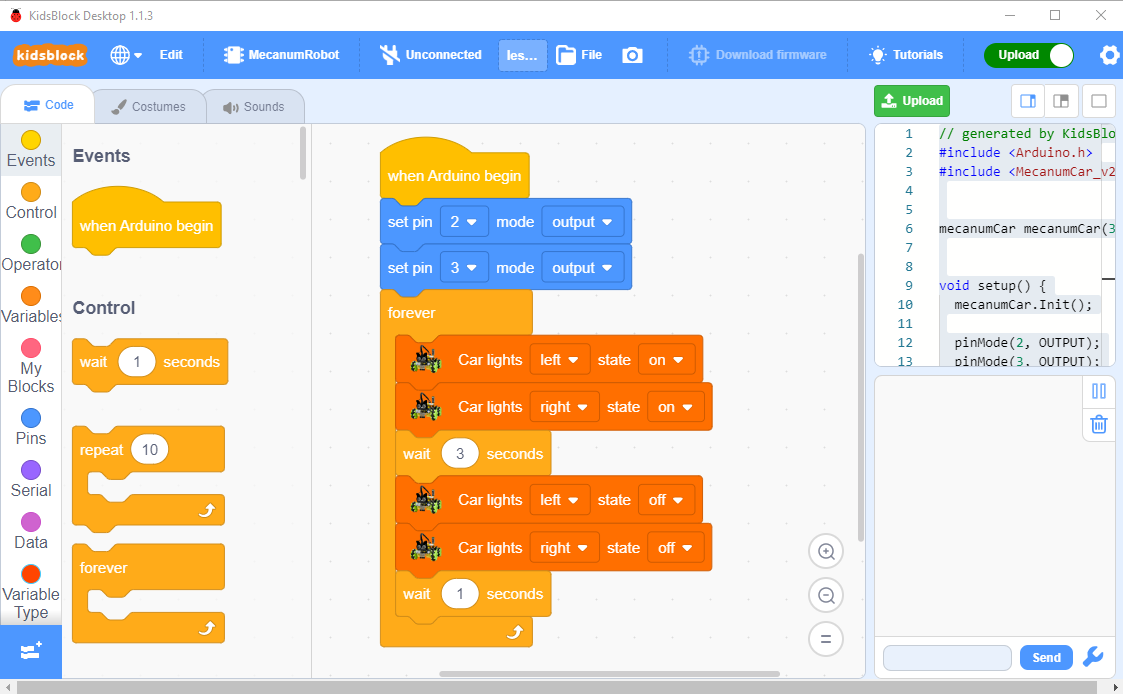 KidsBlock Desktop 1.1.3
kidsblock Edit MecanumRobot Unconnected les... File Download firmware Tutorials Upload
Code Costumes Sounds
Upload
Events
Control
Operator
Variables
My
Blocks
Pins
Serial
Data
Variable
Type
Events
when Arduino begin
Control
wait 1 seconds
repeat 10
forever
when Arduino begin
set pin 2 mode output
set pin 3 mode output
forever
Car lights left state on
Car lights right state on
wait 3 seconds
Car lights left state off
Car lights right state off
wait 1 seconds
1 // generated by KidsBlo
2 #include <Arduino.h>
3 #include <MecanumCar_v2
4
5
6 mecanumCar mecanumCar(3
7
8
9 void setup() {
10 mecanumCar.Init();
11
12 pinMode(2, OUTPUT);
13 pinMode(3, OUTPUT);
Send